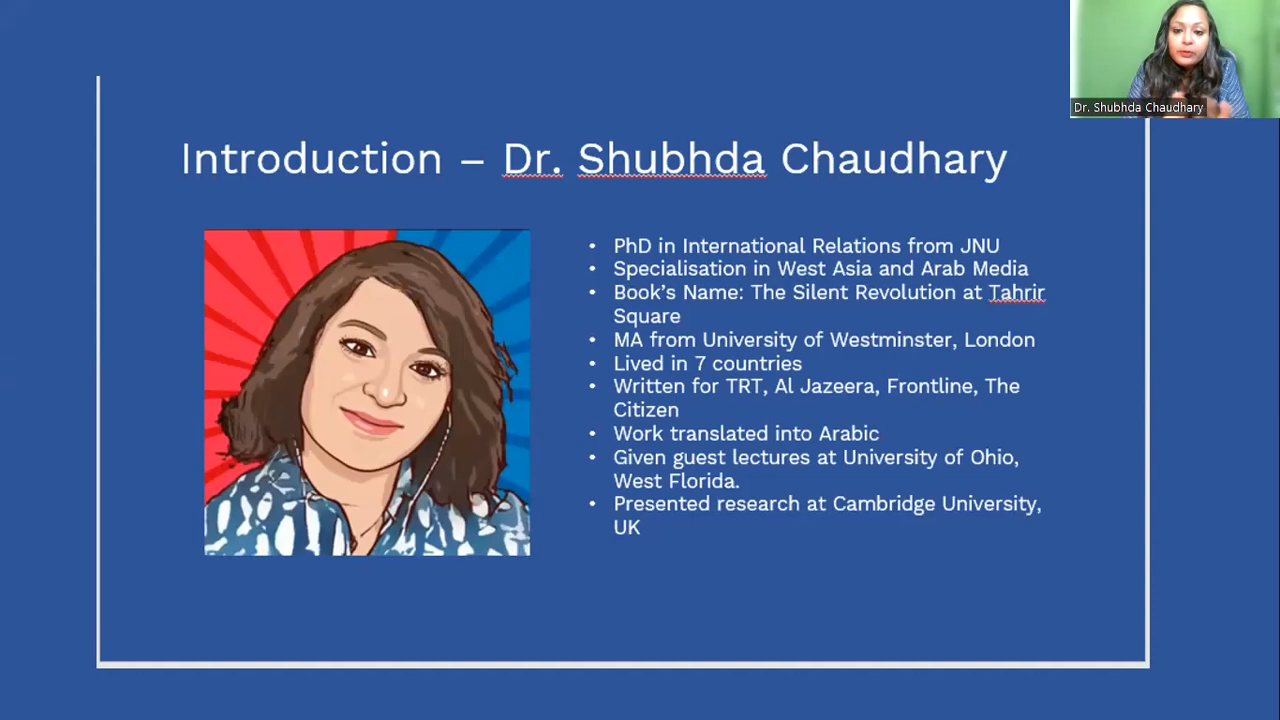 Dr. Shubhda Chaudhary
Introduction – Dr. Shubhda Chaudhary
• PhD in International Relations from JNU
• Specialisation in West Asia and Arab Media
• Book’s Name: The Silent Revolution at Tahrir
Square
• MA from University of Westminster, London
• Lived in 7 countries
• Written for TRT, Al Jazeera, Frontline, The
Citizen
• Work translated into Arabic
• Given guest lectures at University of Ohio,
West Florida.
• Presented research at Cambridge University,
UK